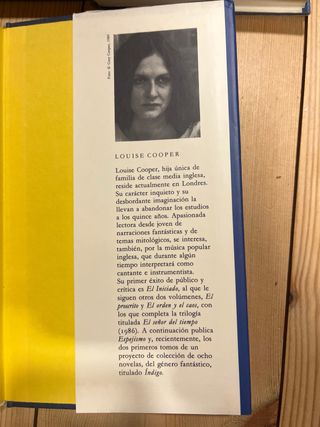 Foto: © Gary Cooper, 1989
LOUISE COOPER
Louise Cooper, hija única de
familia de clase media inglesa,
reside actualmente en Londres.
Su carácter inquieto y su
desbordante imaginación la
llevan a abandonar los estudios
a los quince años. Apasionada
lectora desde joven de
narraciones fantásticas y de
temas mitológicos, se interesa,
también, por la música popular
inglesa, que durante algún
tiempo interpretará como
cantante e instrumentista.
Su primer éxito de público y
crítica es El Iniciado, al que le
siguen otros dos volúmenes, El
proscrito y El orden y el caos, con
los que completa la trilogía
titulada El señor del tiempo
(1986). A continuación publica
Espejismo y, recientemente, los
dos primeros tomos de un
proyecto de colección de ocho
novelas, del género fantástico,
titulado Índigo.